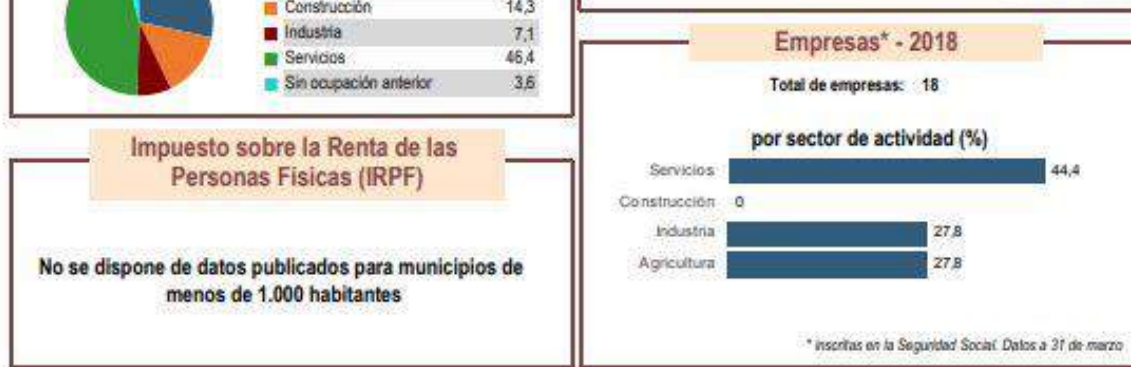 Construcción 14,3
Industria 7,1
Servicios 46,4
Sin ocupación anterior 3,6
Impuesto sobre la Renta de las
Personas Físicas (IRPF)
No se dispone de datos publicados para municipios de
menos de 1.000 habitantes
Empresas* - 2018
Total de empresas: 18
por sector de actividad (%)
Servicios 44,4
Construcción 0
Industria 27,8
Agricultura 27,8
* inscritas en la Seguridad Social. Datos a 31 de marzo